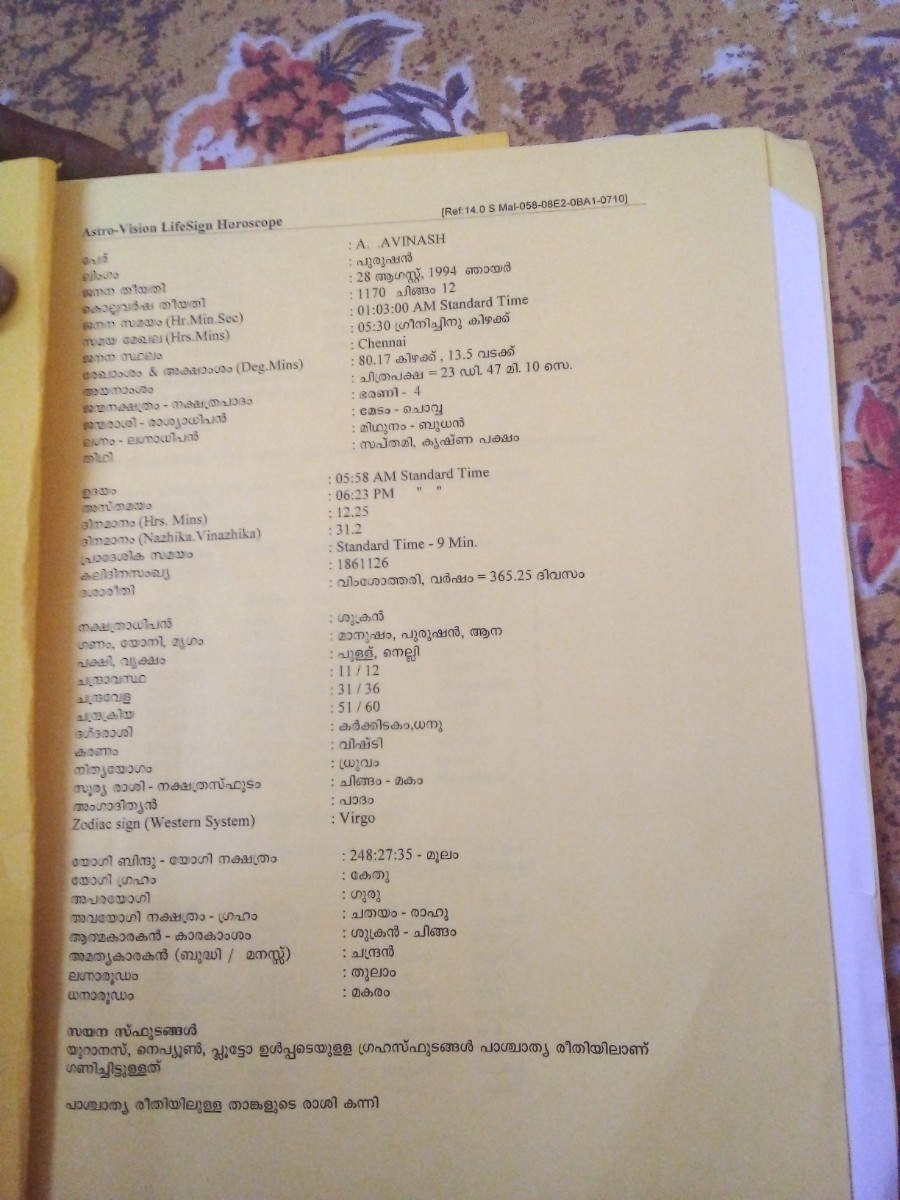 Astro-Vision LifeSign Horoscope [Ref:14.0 S Mal-058-08E2-0BA1-0710]
പേര് : A. .AVINASH
ലിംഗം : പുരുഷൻ
ജനന തീയതി : 28 ആഗസ്റ്റ്, 1994 ഞായർ
കൊല്ലവർഷ തീയതി : 1170 ചിങ്ങം 12
ജനന സമയം (Hr.Min.Sec) : 01:03:00 AM Standard Time
സമയ മേഖല (Hrs.Mins) : 05:30 ഗ്രീനിച്ചിനു കിഴക്ക്
ജനന സ്ഥലം : Chennai
രേഖാംശം & അക്ഷാംശം (Deg.Mins) : 80.17 കിഴക്ക് , 13.5 വടക്ക്
അയനാംശം : ചിത്രപക്ഷ = 23 ഡി. 47 മി. 10 സെ.
ജന്മനക്ഷത്രം - നക്ഷത്രപാദം : ഭരണി - 4
ജന്മരാശി - രാശ്യാധിപൻ : മേടം - ചൊവ്വ
ലഗ്നം - ലഗ്നാധിപൻ : മിഥുനം - ബുധൻ
തിഥി : സപ്തമി, കൃഷ്ണ പക്ഷം
ഉദയം : 05:58 AM Standard Time
അസ്തമയം : 06:23 PM " "
ദിനമാനം (Hrs. Mins) : 12.25
ദിനമാനം (Nazhika.Vinazhika) : 31.2
പ്രാദേശിക സമയം : Standard Time - 9 Min.
കലിദിനസംഖ്യ : 1861126
ദശാരീതി : വിംശോത്തരി, വർഷം = 365.25 ദിവസം
നക്ഷത്രാധിപൻ : ശുക്രൻ
ഗണം, യോനി, മൃഗം : മാനുഷം, പുരുഷൻ, ആന
പക്ഷി, വൃക്ഷം : പുള്ള്, നെല്ലി
ചന്ദ്രാവസ്ഥ : 11 / 12
ചന്ദ്രവേള : 31 / 36
ചന്ദ്രക്രിയ : 51 / 60
ദഗ്ദരാശി : കർക്കിടകം,ധനു
കരണം : വിഷ്ടി
നിത്യയോഗം : ധ്രുവം
സൂര്യ രാശി - നക്ഷത്രസ്ഫുടം : ചിങ്ങം - മകം
അംഗാദിത്യൻ : പാദം
Zodiac sign (Western System) : Virgo
യോഗി ബിന്ദു - യോഗി നക്ഷത്രം : 248:27:35 - മൂലം
യോഗി ഗ്രഹം : കേതു
അപരയോഗി : ഗുരു
അവയോഗി നക്ഷത്രം - ഗ്രഹം : ചതയം - രാഹു
ആത്മകാരകൻ - കാരകാംശം : ശുക്രൻ - ചിങ്ങം
അമത്യകാരകൻ (ബുദ്ധി / മനസ്സ്) : ചന്ദ്രൻ
ലഗ്നാരൂഡം : തുലാം
ധനാരൂഡം : മകരം
സയന സ്ഫുടങ്ങൾ
യുറാനസ്, നെപ്യൂൺ, പ്ലൂട്ടോ ഉൾപ്പടെയുളള ഗ്രഹസ്ഫുടങ്ങൾ പാശ്ചാത്യ രീതിയിലാണ്
ഗണിച്ചിട്ടുള്ളത്
പാശ്ചാത്യ രീതിയിലുള്ള താങ്കളുടെ രാശി കന്നി